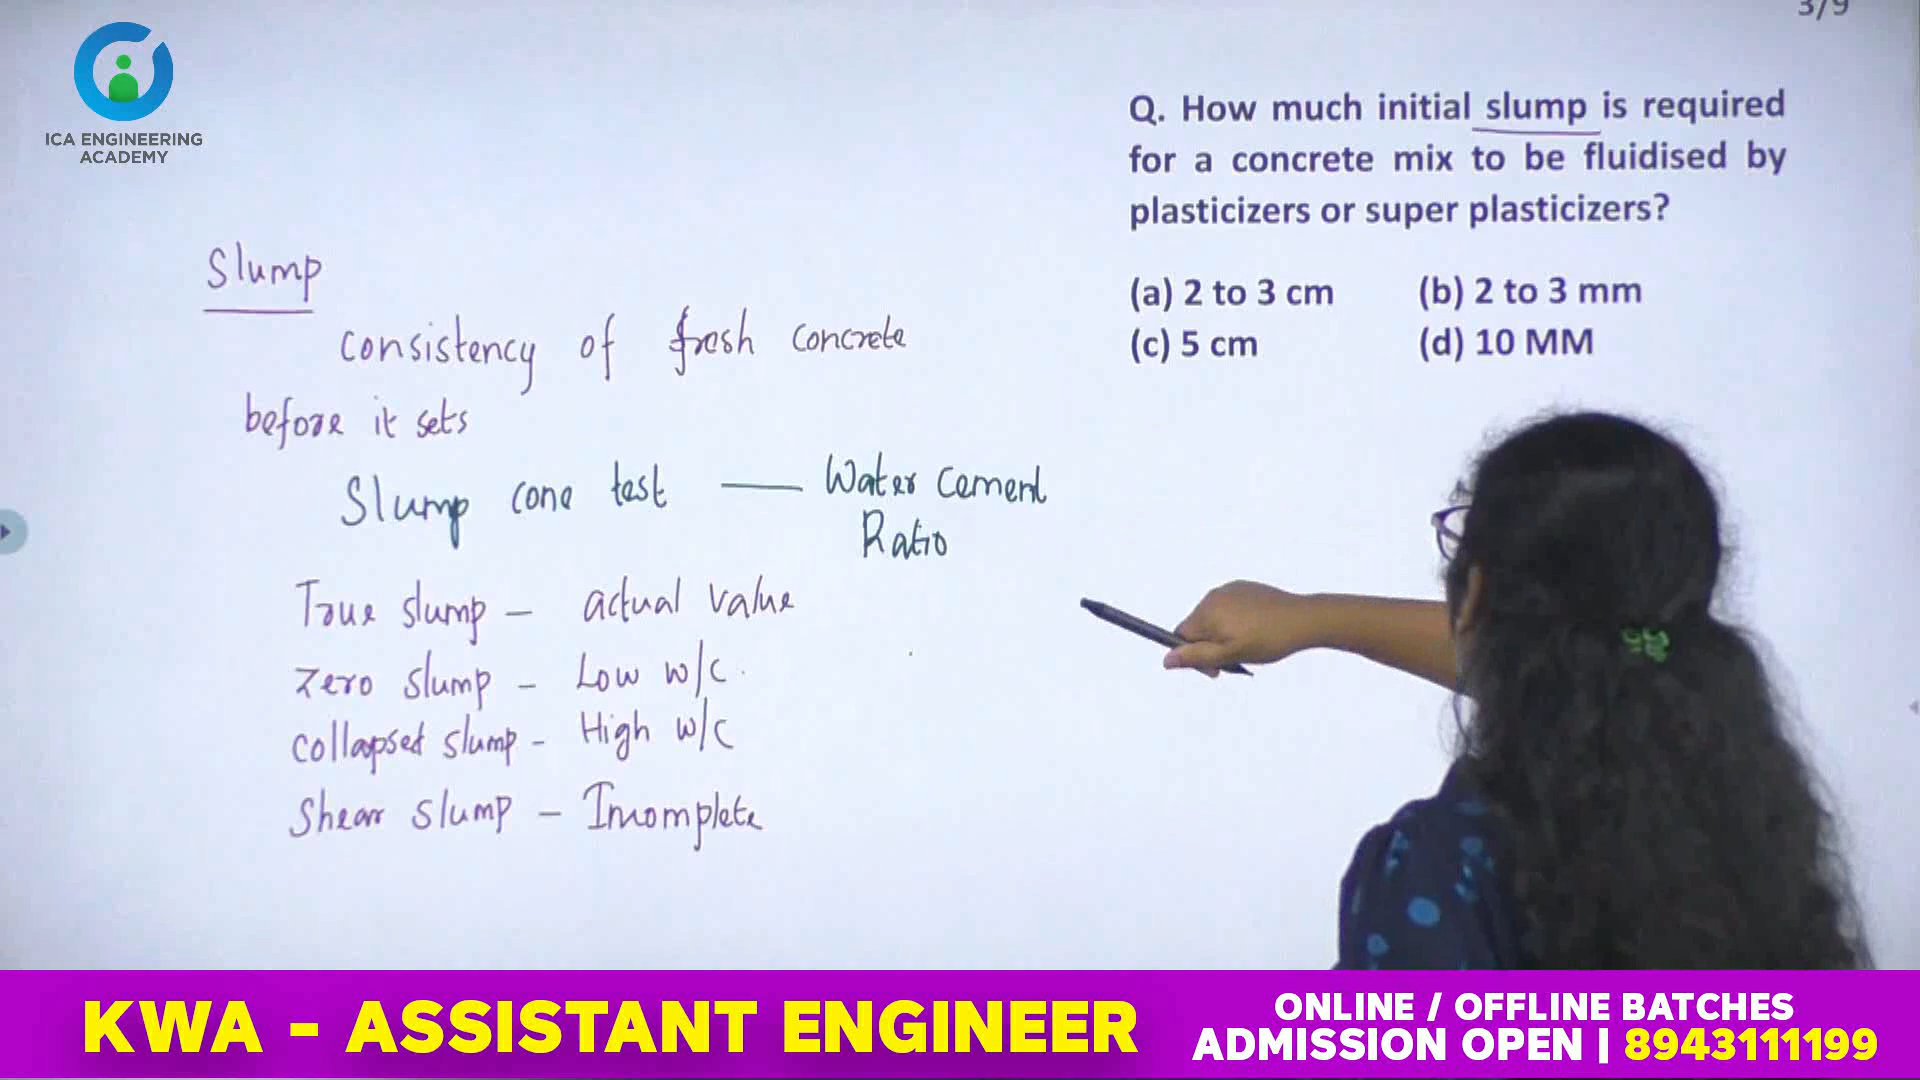 3/9
ICA ENGINEERING
ACADEMY
Q. How much initial slump is required
for a concrete mix to be fluidised by
plasticizers or super plasticizers?
(a) 2 to 3 cm (b) 2 to 3 mm
(c) 5 cm (d) 10 MM
Slump
consistency of fresh concrete
before it sets
Slump cone test — Water cement
Ratio
True slump - actual value
Zero slump - Low w/c.
collapsed slump - High w/c
Shear slump - Incomplete
KWA - ASSISTANT ENGINEER
ONLINE / OFFLINE BATCHES
ADMISSION OPEN | 8943111199